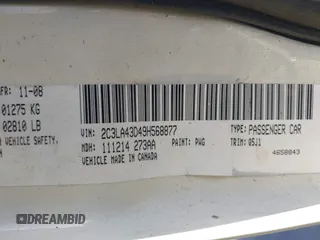 FR: 11-08
01275 KG
02810 LB
R VEHICLE SAFETY,
VIN: 2C3LA43D49H568877
TYPE: PASSENGER CAR
MDH: 111214 273AA
PAINT: PWG
TRIM: 05J1
VEHICLE MADE IN CANADA
4658043
DREAMBID